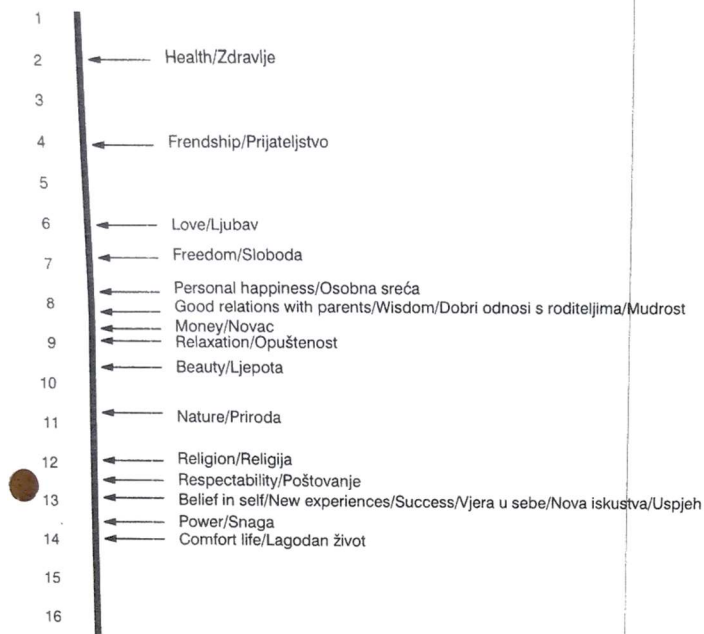 1
2 Health/Zdravlje
3
4 Frendship/Prijateljstvo
5
6 Love/Ljubav
7 Freedom/Sloboda
Personal happiness/Osobna sreća
8 Good relations with parents/Wisdom/Dobri odnosi s roditeljima/Mudrost
Money/Novac
9 Relaxation/Opuštenost
Beauty/Ljepota
10
11 Nature/Priroda
12 Religion/Religija
Respectability/Poštovanje
13 Belief in self/New experiences/Success/Vjera u sebe/Nova iskustva/Uspjeh
Power/Snaga
14 Comfort life/Lagodan život
15
16